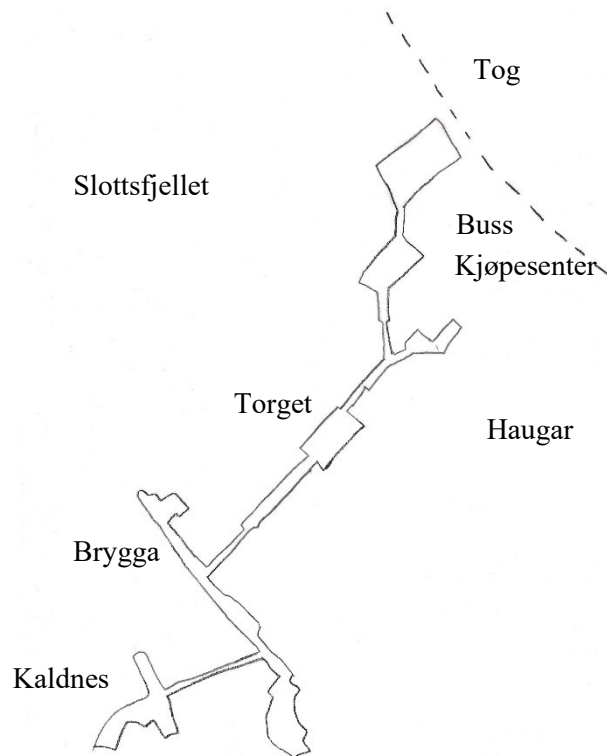 Tog
Slottsfjellet
Buss
Kjøpesenter
Torget
Haugar
Brygga
Kaldnes